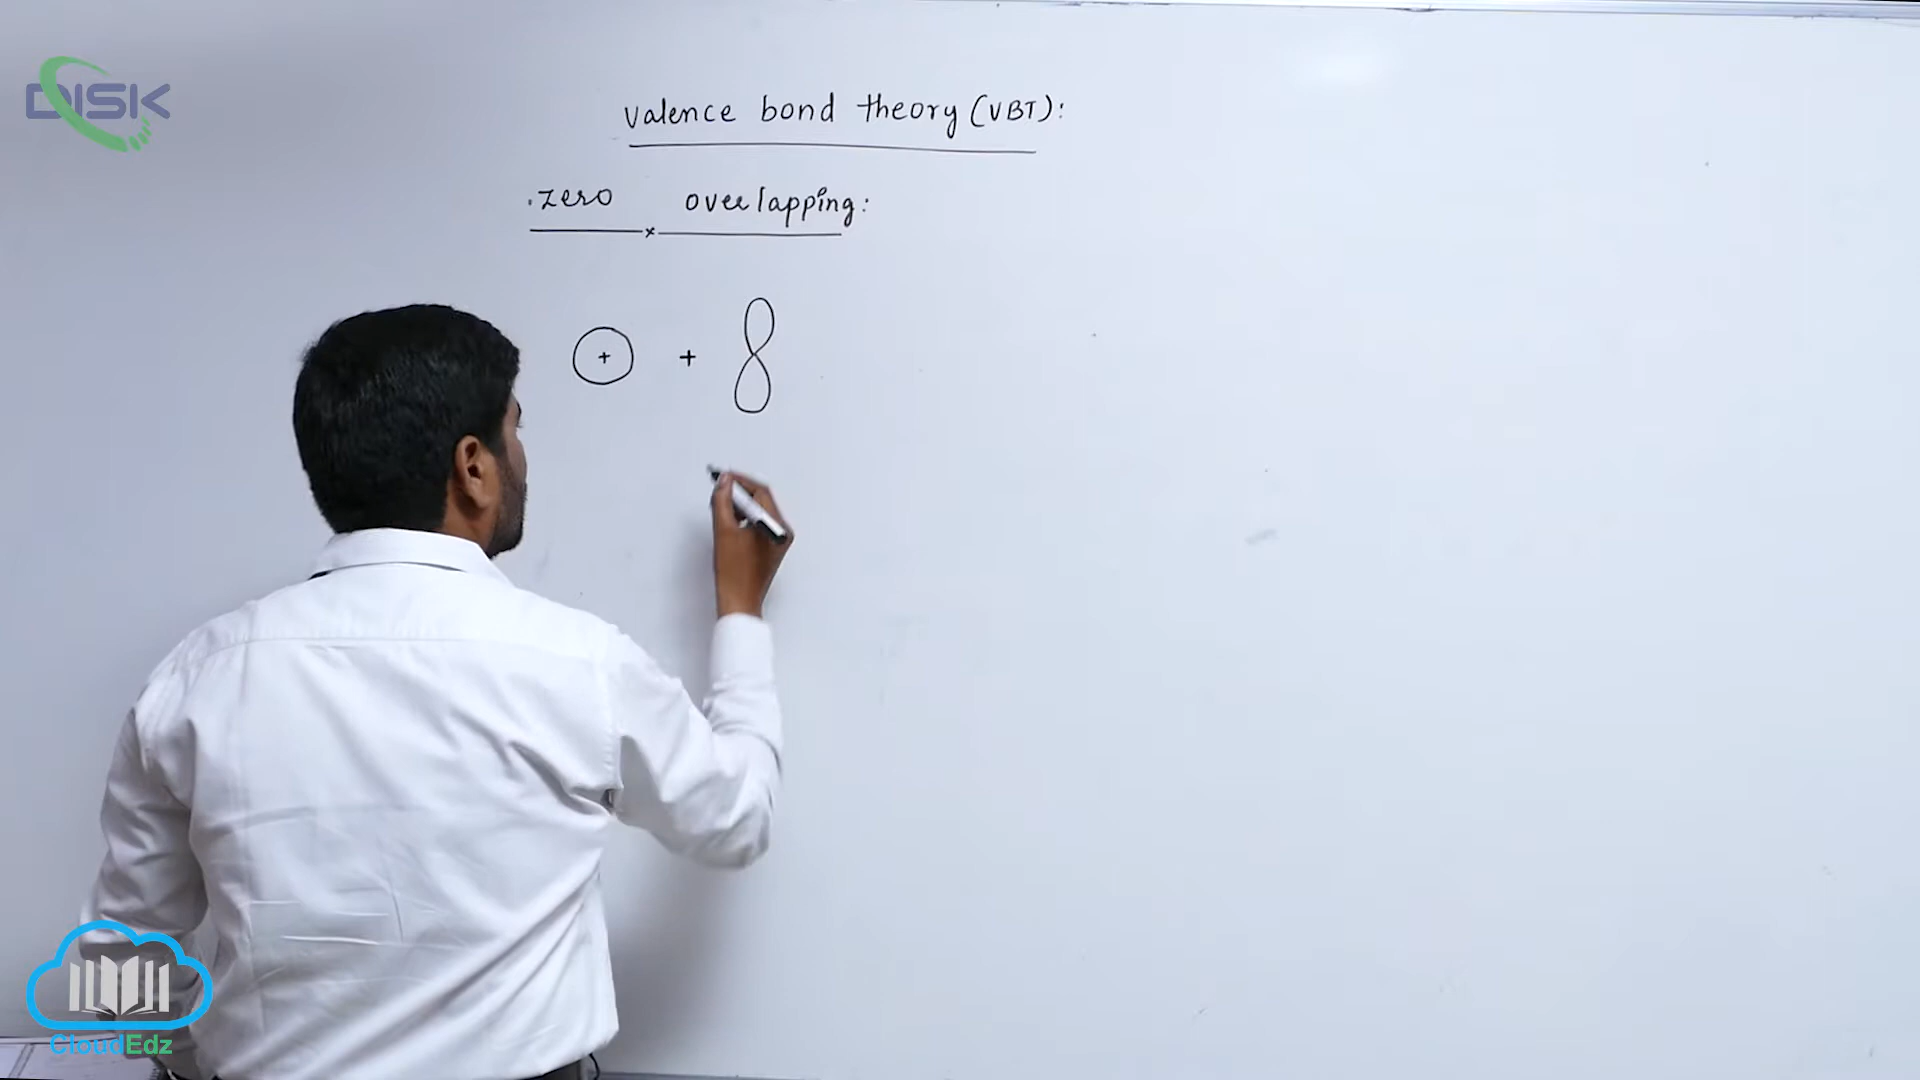 DISK
valence bond theory (VBT):
.zero overlapping:
+ +
CloudEdz